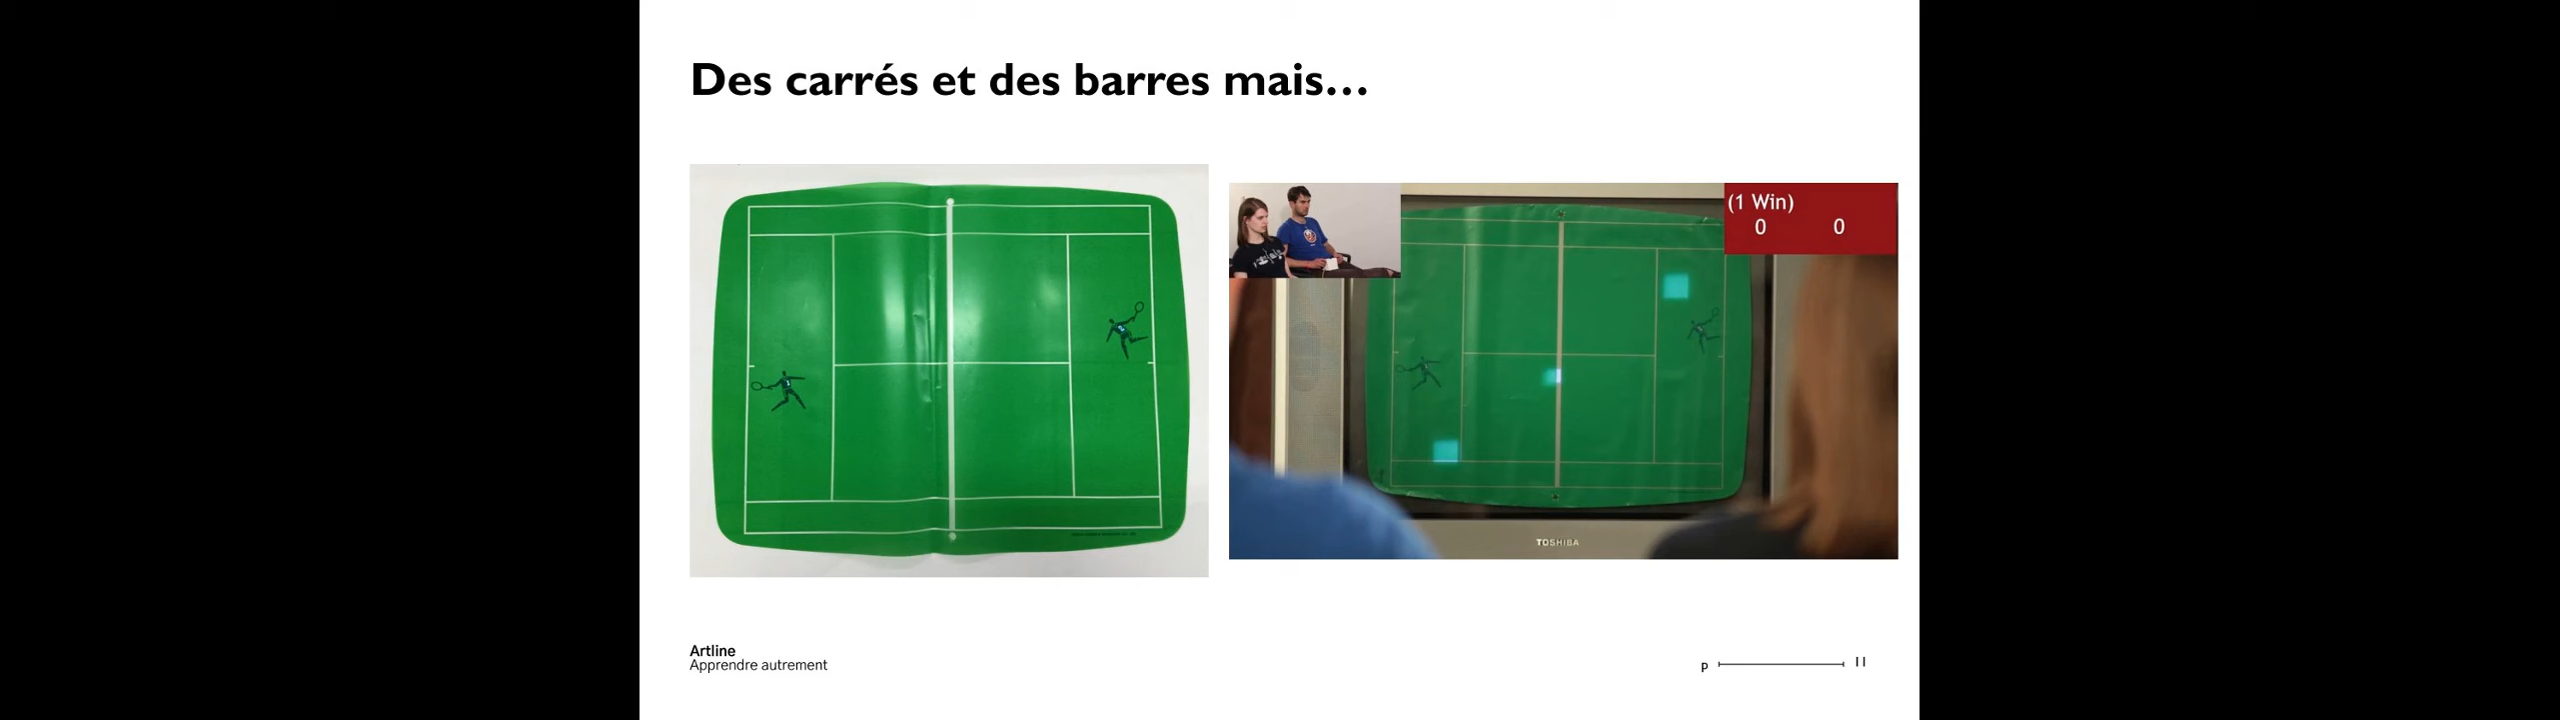 Des carrés et des barres mais…
(1 Win)
0 0
TOSHIBA
Artline
Apprendre autrement
P 11